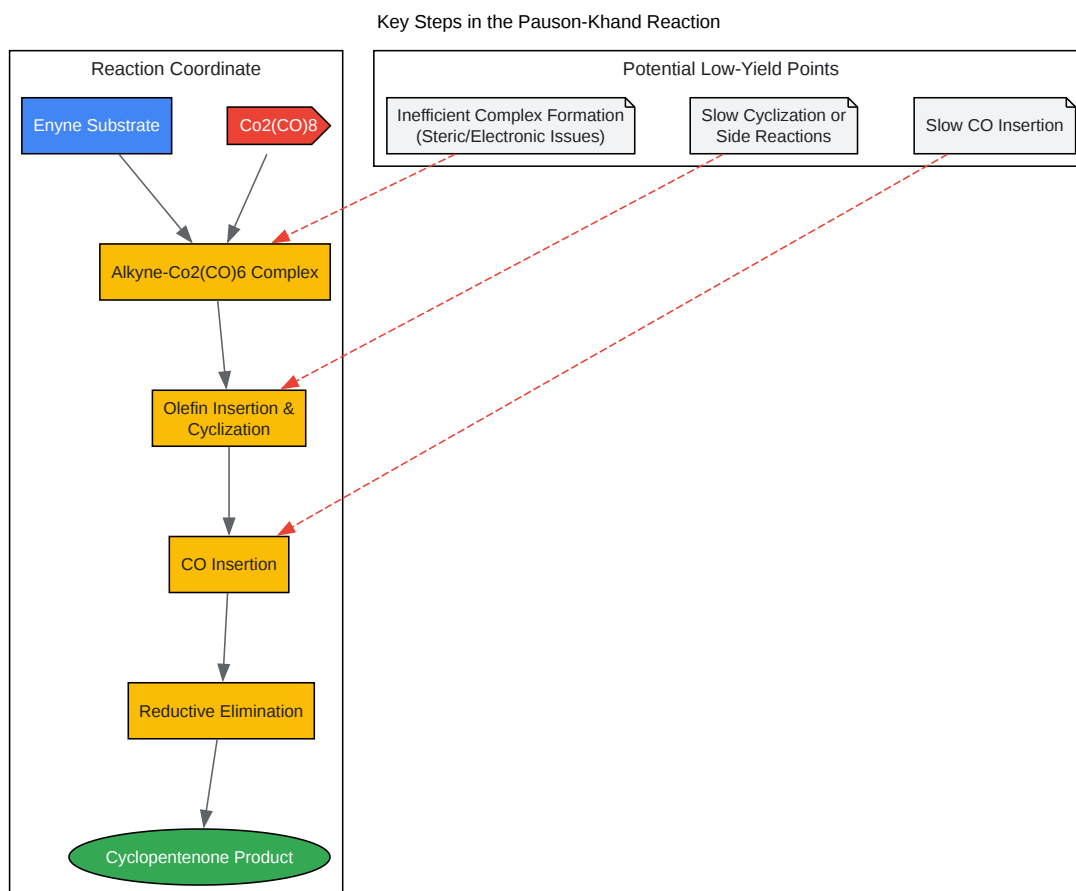 Key Steps in the Pauson-Khand Reaction
Reaction Coordinate
Potential Low-Yield Points
Enyne Substrate
Co2(CO)8
Inefficient Complex Formation
(Steric/Electronic Issues)
Slow Cyclization or
Side Reactions
Slow CO Insertion
Alkyne-Co2(CO)6 Complex
Olefin Insertion &
Cyclization
CO Insertion
Reductive Elimination
Cyclopentenone Product